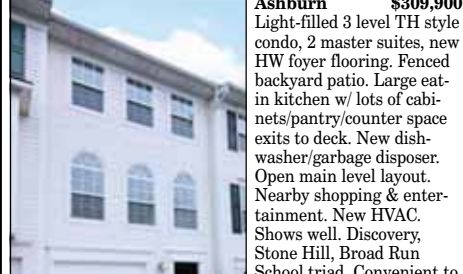 Ashburn $309,900
Light-filled 3 level TH style
condo, 2 master suites, new
HW foyer flooring. Fenced
backyard patio. Large eat-
in kitchen w/ lots of cabi-
nets/pantry/counter space
exits to deck. New dish-
washer/garbage disposer.
Open main level layout.
Nearby shopping & enter-
tainment. New HVAC.
Shows well. Discovery,
Stone Hill, Broad Run
School triad. Convenient to